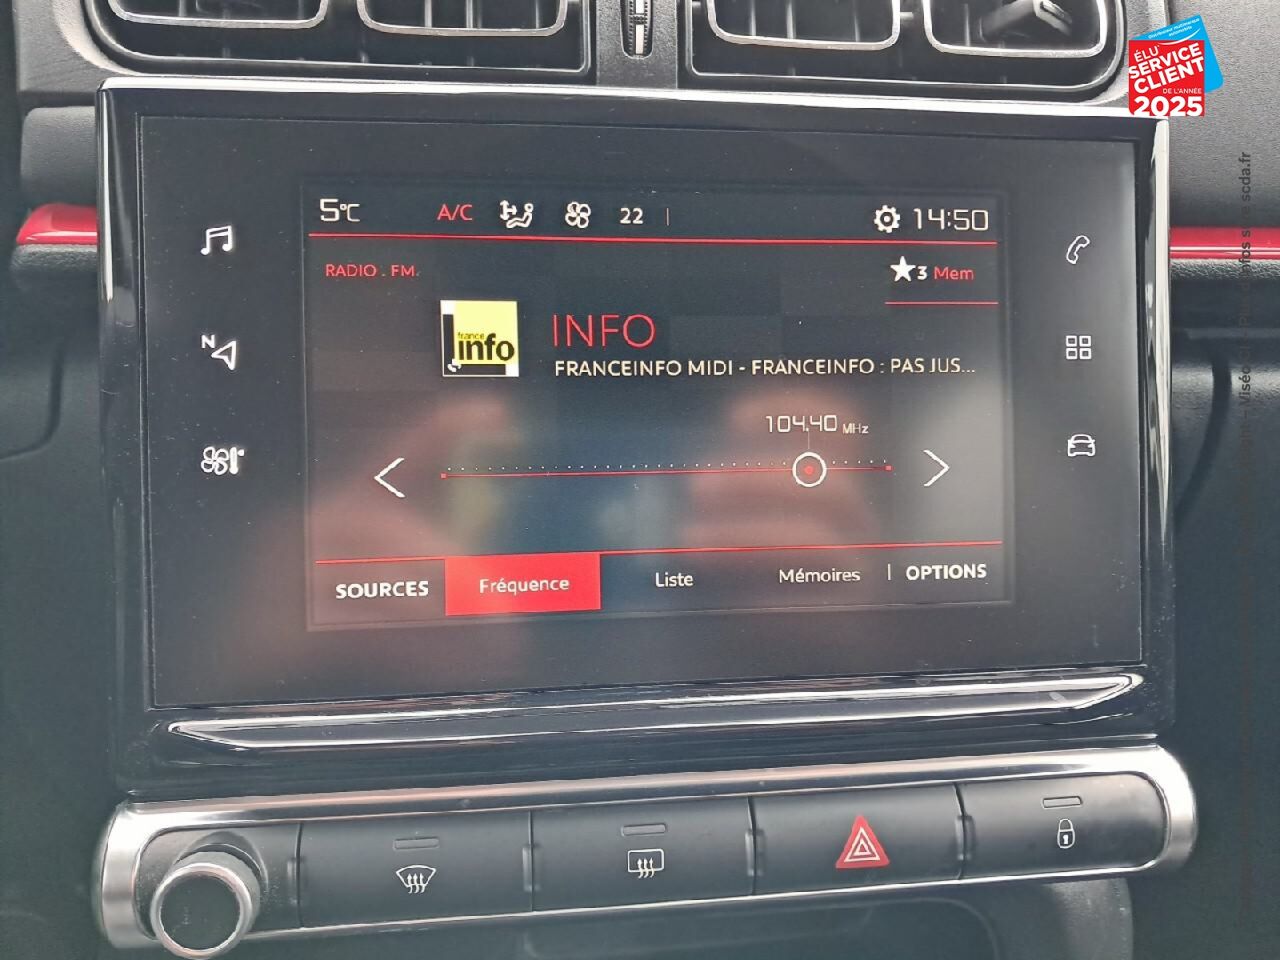 ÉLU
SERVICE
CLIENT
DE L'ANNÉE
2025
5°C
A/C
22
14:50
RADIO . FM
3 Mem
france
info
INFO
FRANCEINFO MIDI - FRANCEINFO : PAS JUS...
104.40 MHz
SOURCES
Fréquence
Liste
Mémoires
OPTIONS
N